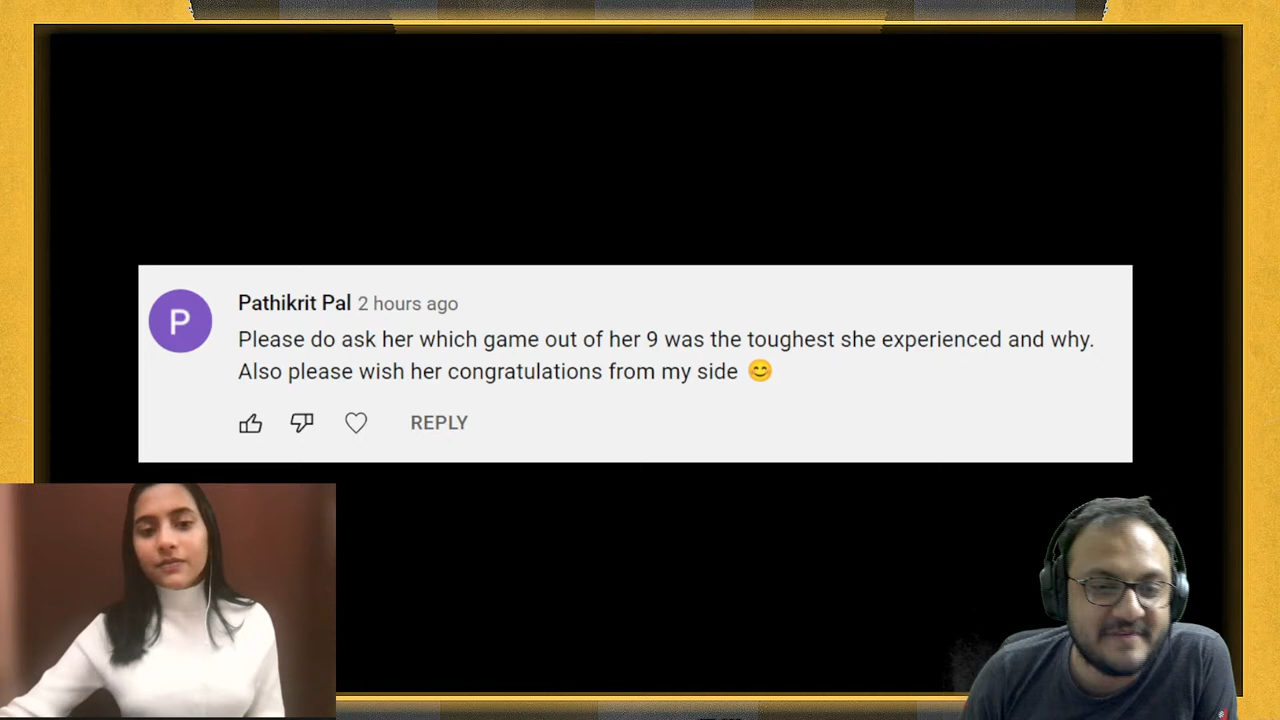 P
Pathikrit Pal 2 hours ago
Please do ask her which game out of her 9 was the toughest she experienced and why.
Also please wish her congratulations from my side 😊
REPLY